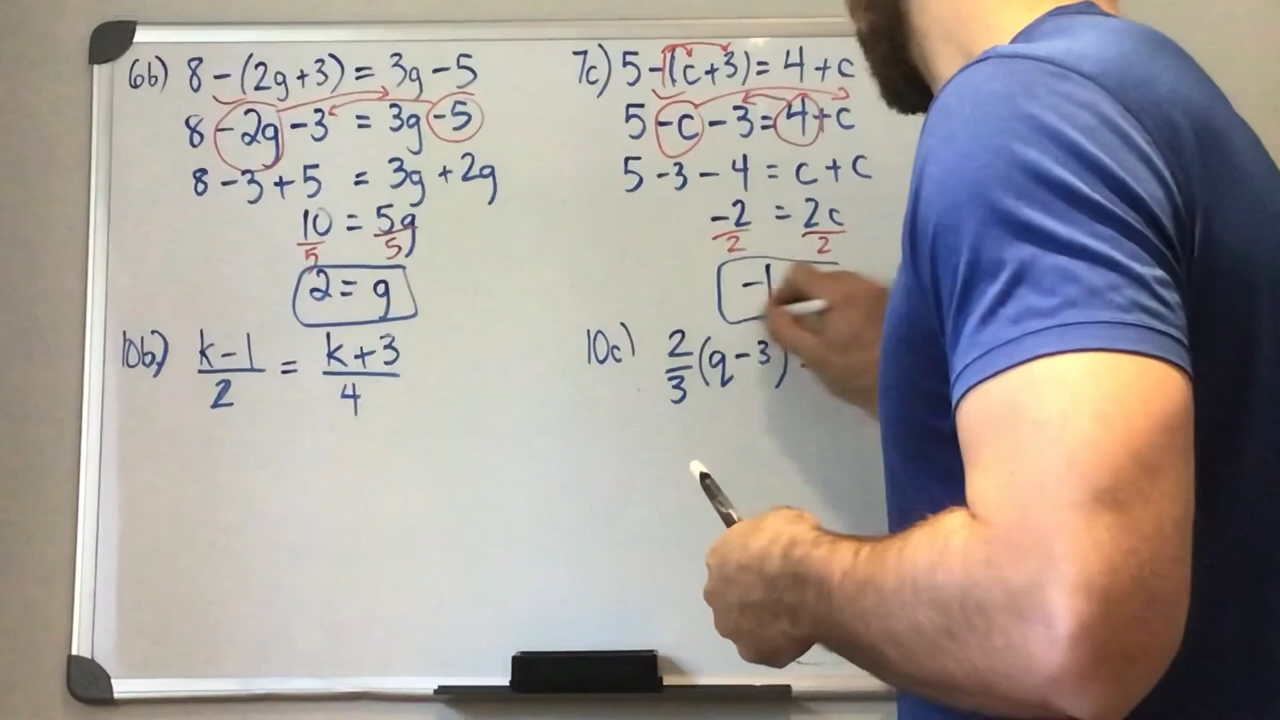 6b) 8 - (2g + 3) = 3g - 5
8 - 2g - 3 = 3g - 5
8 - 3 + 5 = 3g + 2g
10/5 = 5g/5
2 = g
7c) 5 - (c + 3) = 4 + c
5 - c - 3 = 4 + c
5 - 3 - 4 = c + c
-2/2 = 2c/2
-1
10b) k - 1/2 = k + 3/4
10c) 2/3 (q - 3)